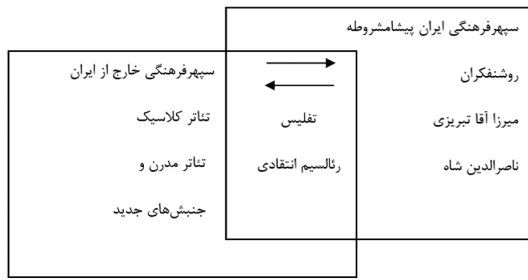 سپهرفرهنگی ایران پیشامشروطه
روشنفکران
میرزا آقا تبریزی
ناصرالدین شاه
تفلیس
رئالسیم انتقادی
سپهرفرهنگی خارج از ایران
تئاتر کلاسیک
تئاتر مدرن و
جنبش‌های جدید